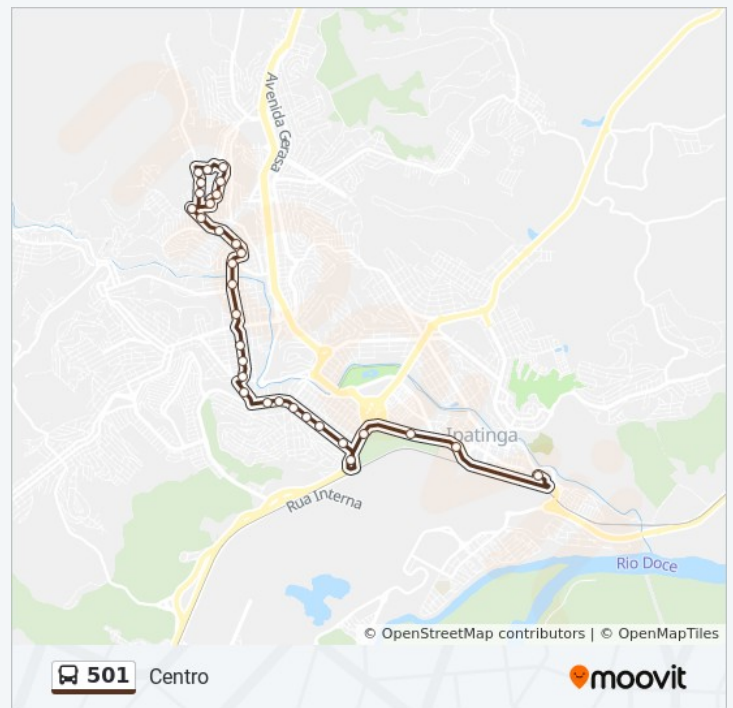 Avenida Gerasa
Ipatinga
Rua Interna
Rio Doce
© OpenStreetMap contributors | © OpenMapTiles
501 Centro
moovit